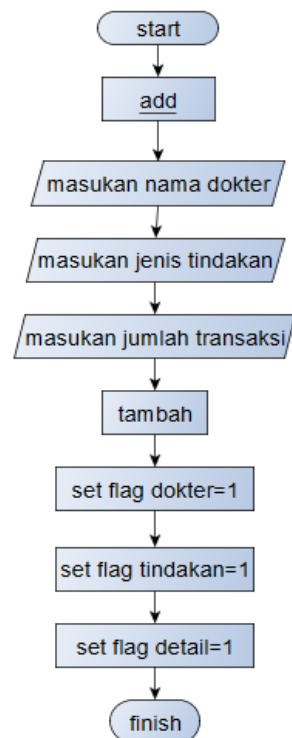 start
add
masukan nama dokter
masukan jenis tindakan
masukan jumlah transaksi
tambah
set flag dokter=1
set flag tindakan=1
set flag detail=1
finish